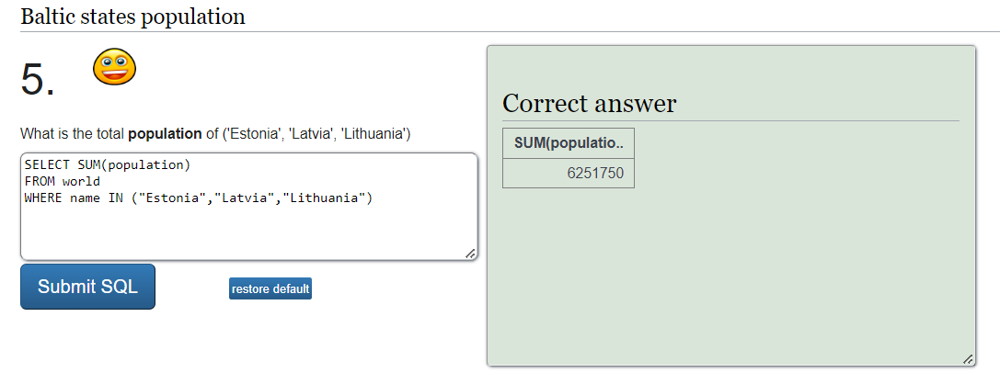 Baltic states population
5.
What is the total population of ('Estonia', 'Latvia', 'Lithuania')
SELECT SUM(population)
FROM world
WHERE name IN ("Estonia","Latvia","Lithuania")
Submit SQL
restore default
Correct answer
SUM(populatio..
6251750